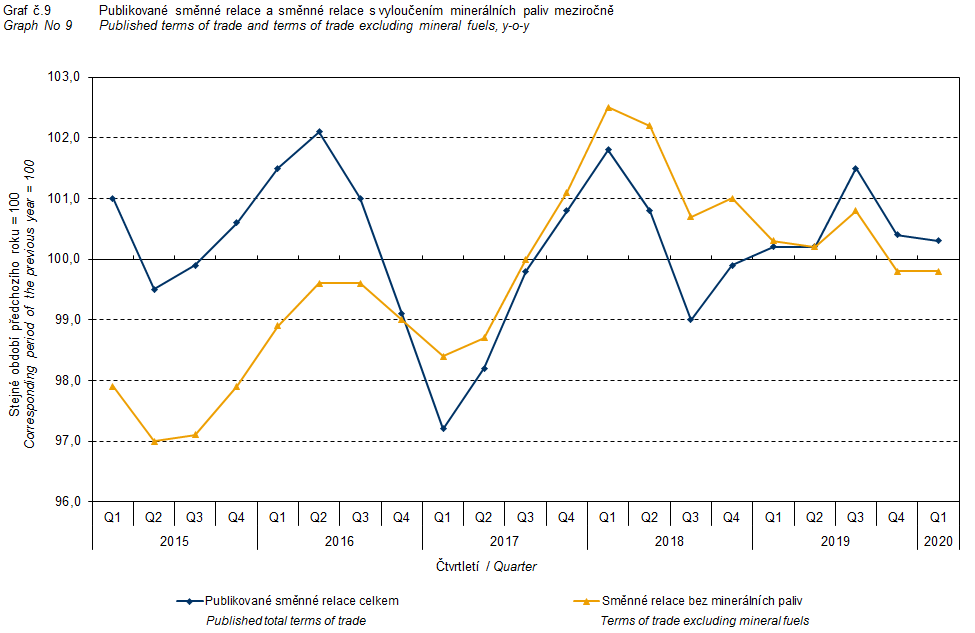 Graf č.9 Publikované směnné relace a směnné relace s vyloučením minerálních paliv meziročně
Graph No 9 Published terms of trade and terms of trade excluding mineral fuels, y-o-y
Stejné období předchozího roku = 100
Corresponding period of the previous year = 100
103,0
102,0
101,0
100,0
99,0
98,0
97,0
96,0
Q1 Q2 Q3 Q4 Q1 Q2 Q3 Q4 Q1 Q2 Q3 Q4 Q1 Q2 Q3 Q4 Q1 Q2 Q3 Q4 Q1
2015 2016 2017 2018 2019 2020
Čtvrtletí / Quarter
Publikované směnné relace celkem Směnné relace bez minerálních paliv
Published total terms of trade Terms of trade excluding mineral fuels